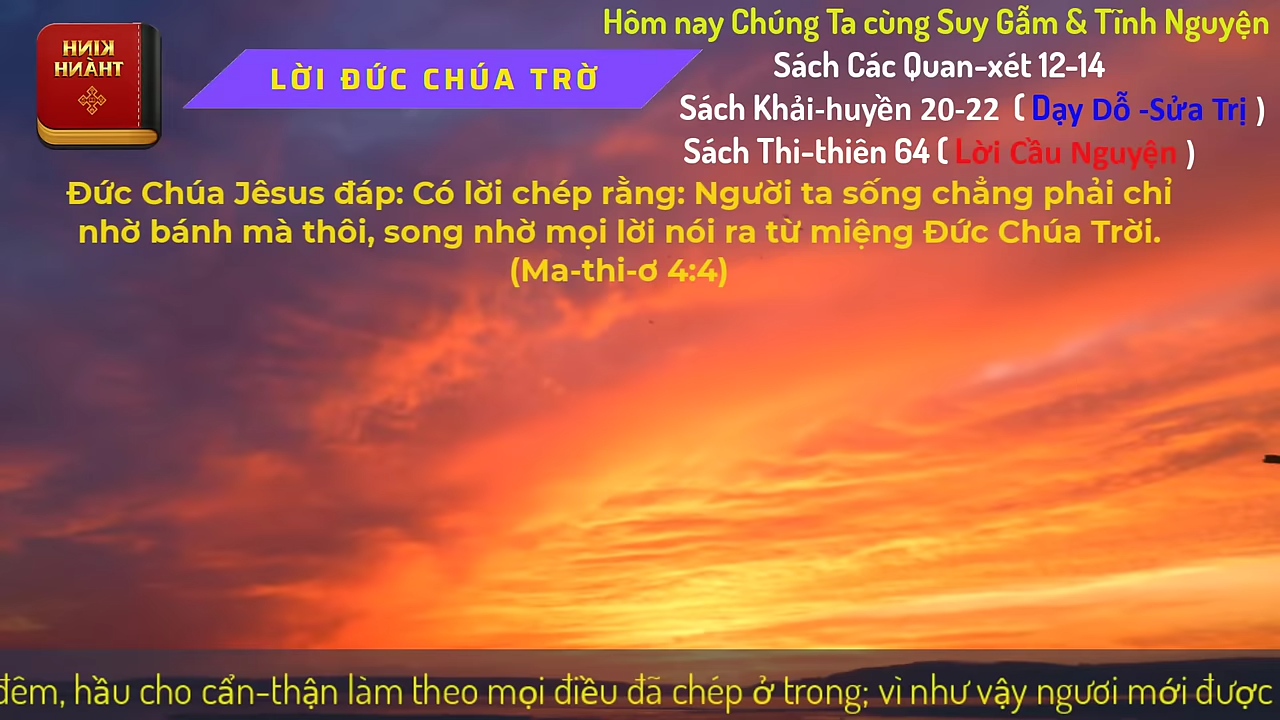 KINH
THÀNH
LỜI ĐỨC CHÚA TRỜ
Hôm nay Chúng Ta cùng Suy Gẫm & Tĩnh Nguyện
Sách Các Quan-xét 12-14
Sách Khải-huyền 20-22 ( Dạy Dỗ -Sửa Trị )
Sách Thi-thiên 64 ( Lời Cầu Nguyện )
Đức Chúa Jêsus đáp: Có lời chép rằng: Người ta sống chẳng phải chỉ
nhờ bánh mà thôi, song nhờ mọi lời nói ra từ miệng Đức Chúa Trời.
(Ma-thi-ơ 4:4)
đêm, hầu cho cẩn-thận làm theo mọi điều đã chép ở trong; vì như vậy ngươi mới được